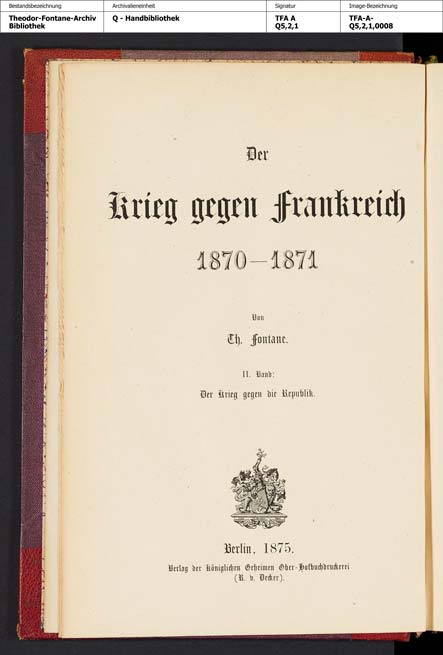 Bestandsbezeichnung
Archivalieneinheit
Signatur
Image-Bezeichnung
Theodor-Fontane-Archiv
Bibliothek
Q - Handbibliothek
TFA A
Q5,2,1
TFA-A-
Q5,2,1,0008
Der
Krieg gegen Frankreich
1870—1871
Von
Th. Fontane.
II. Band:
Der Krieg gegen die Republik.
Berlin, 1875.
Verlag der Königlichen Geheimen Ober-Hofbuchdruckerei
(R. v. Decker).